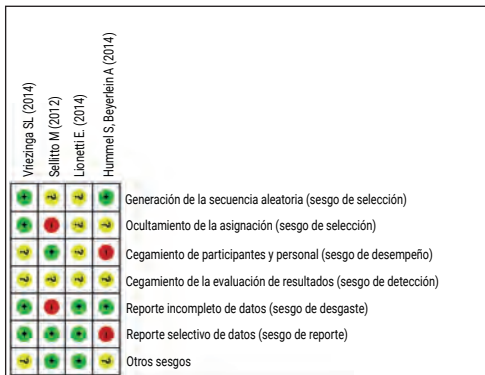 Vriezinga SL (2014)
Sellitto M (2012)
Lionetti E. (2014)
Hummel S, Beyerlein A (2014)
+ ? ? + Generación de la secuencia aleatoria (sesgo de selección)
+ - ? ? Ocultamiento de la asignación (sesgo de selección)
? + ? - Cegamiento de participantes y personal (sesgo de desempeño)
? ? ? ? Cegamiento de la evaluación de resultados (sesgo de detección)
+ - + + Reporte incompleto de datos (sesgo de desgaste)
+ + + - Reporte selectivo de datos (sesgo de reporte)
? + + ? Otros sesgos